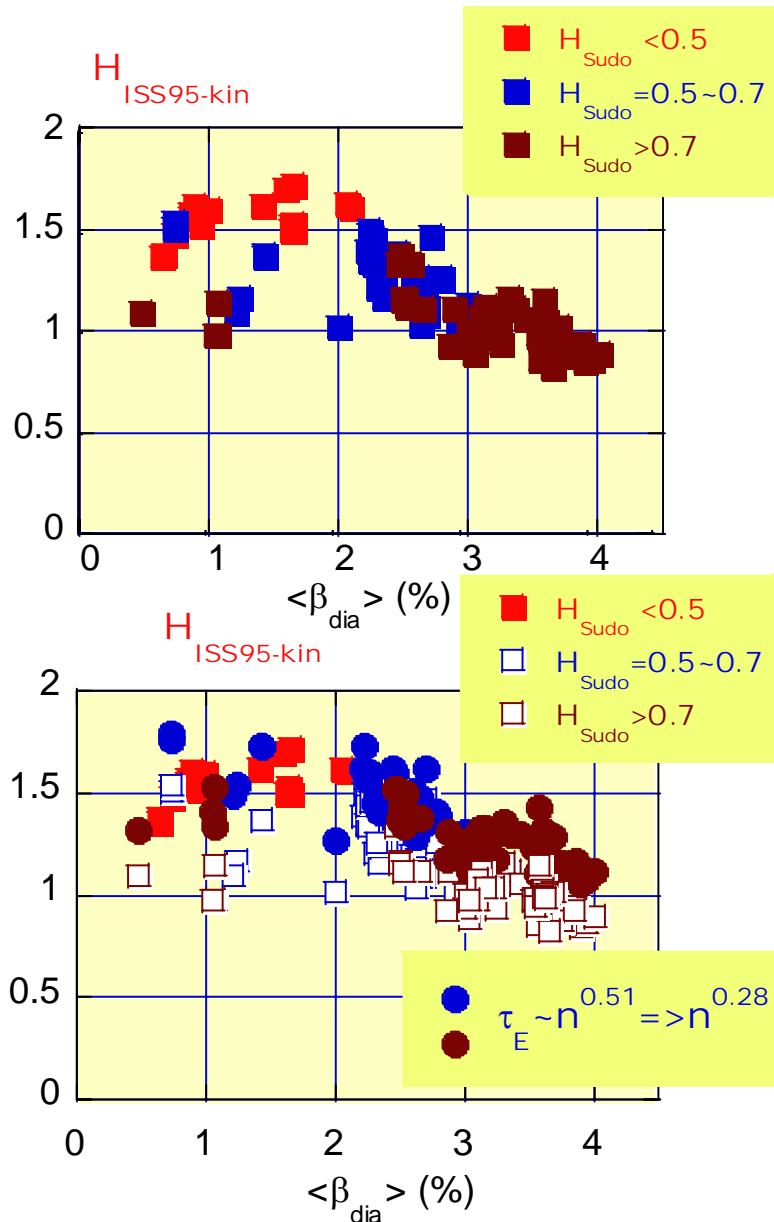 H_Sudo <0.5
H_ISS95-kin
H_Sudo =0.5~0.7
H_Sudo >0.7
2
1.5
1
0.5
0
0 1 2 3 4
<β_dia> (%)
H_Sudo <0.5
H_ISS95-kin
H_Sudo =0.5~0.7
H_Sudo >0.7
2
1.5
1
0.5
τ_E ~n^0.51 =>n^0.28
0
0 1 2 3 4
<β_dia> (%)